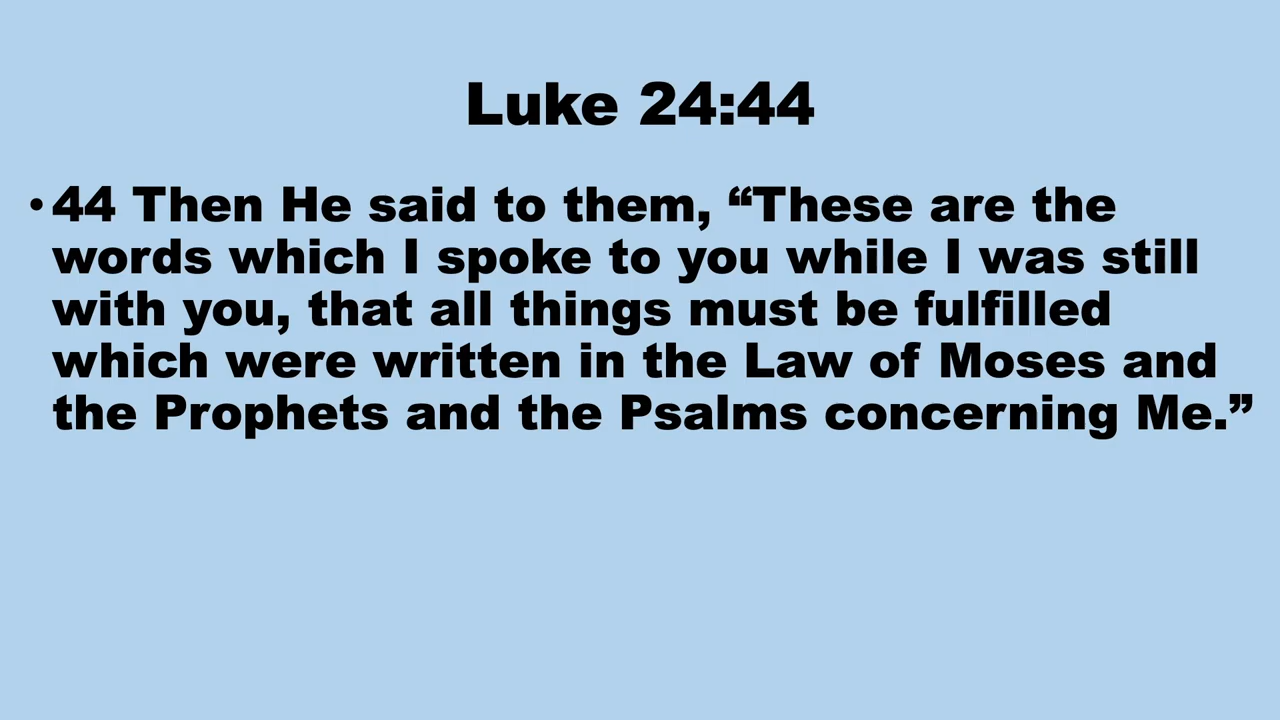 Luke 24:44
• 44 Then He said to them, “These are the
words which I spoke to you while I was still
with you, that all things must be fulfilled
which were written in the Law of Moses and
the Prophets and the Psalms concerning Me.”